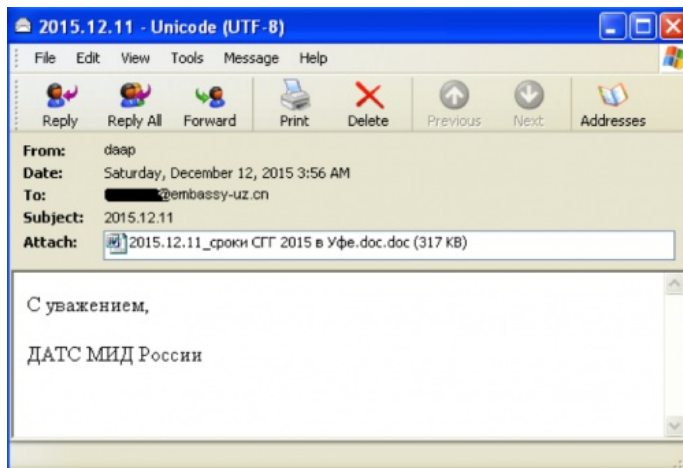 2015.12.11 - Unicode (UTF-8)
File Edit View Tools Message Help
Reply Reply All Forward Print Delete Previous Next Addresses
From: daap
Date: Saturday, December 12, 2015 3:56 AM
To: @embassy-uz.cn
Subject: 2015.12.11
Attach: 2015.12.11_сроки СГГ 2015 в Уфе.doc.doc (317 KB)
С уважением,
ДАТС МИД России